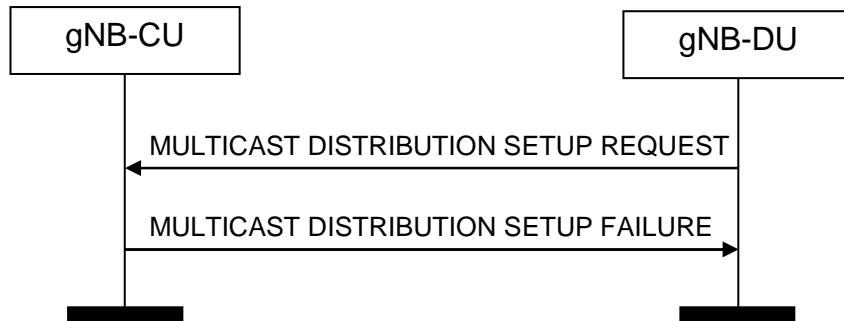 gNB-CU
gNB-DU
MULTICAST DISTRIBUTION SETUP REQUEST
MULTICAST DISTRIBUTION SETUP FAILURE